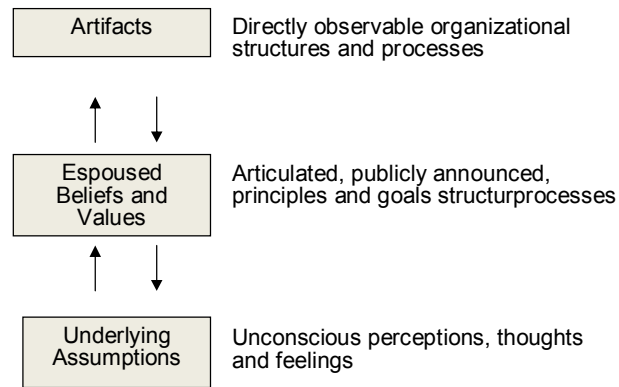 Artifacts
Directly observable organizational
structures and processes
Espoused
Beliefs and
Values
Articulated, publicly announced,
principles and goals structurprocesses
Underlying
Assumptions
Unconscious perceptions, thoughts
and feelings